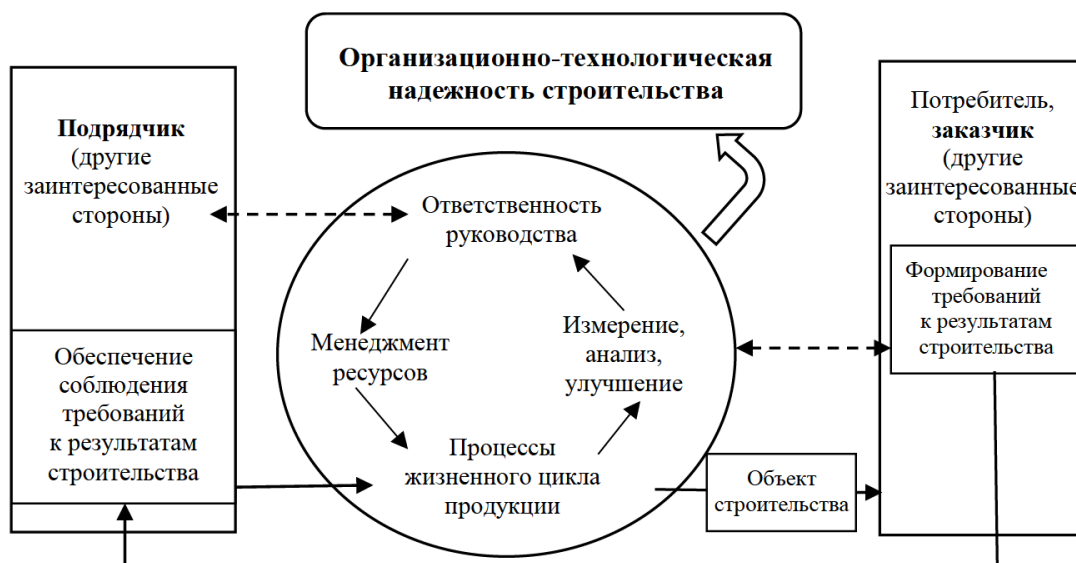 Организационно-технологическая
надежность строительства
Подрядчик
(другие
заинтересованные
стороны)
Обеспечение
соблюдения
требований
к результатам
строительства
Ответственность
руководства
Менеджмент
ресурсов
Измерение,
анализ,
улучшение
Процессы
жизненного цикла
продукции
Объект
строительства
Потребитель,
заказчик
(другие
заинтересованные
стороны)
Формирование
требований
к результатам
строительства